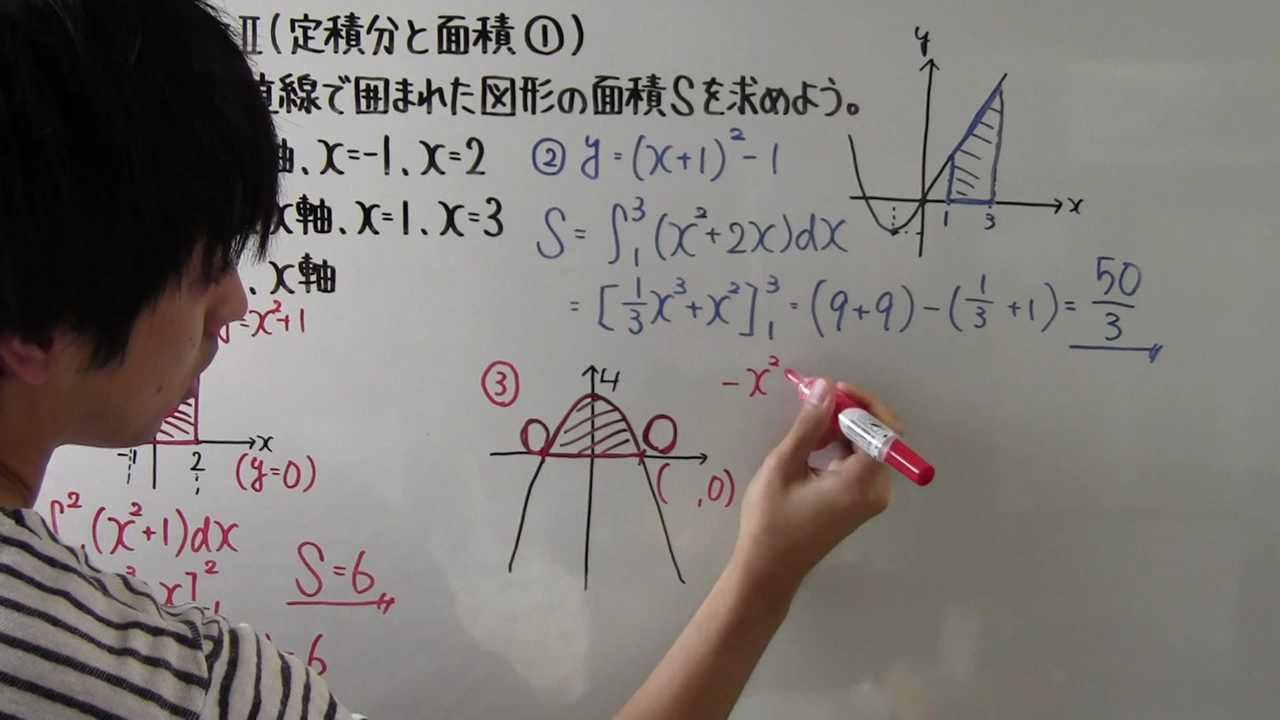 Ⅱ(定積分と面積①)
直線で囲まれた図形の面積Sを求めよう。
軸、x=-1、x=2
x軸、x=1、x=3
、x軸
y=x²+1
-1
2
x
(y=0)
∫² (x²+1)dx
x]²
S=6
=6
② y=(x+1)²-1
S=∫₁³(x²+2x)dx
=[1/3x³+x²]₁³=(9+9)-(1/3+1)=50/3
y
x
1
3
③
4
(  ,0)
-x²